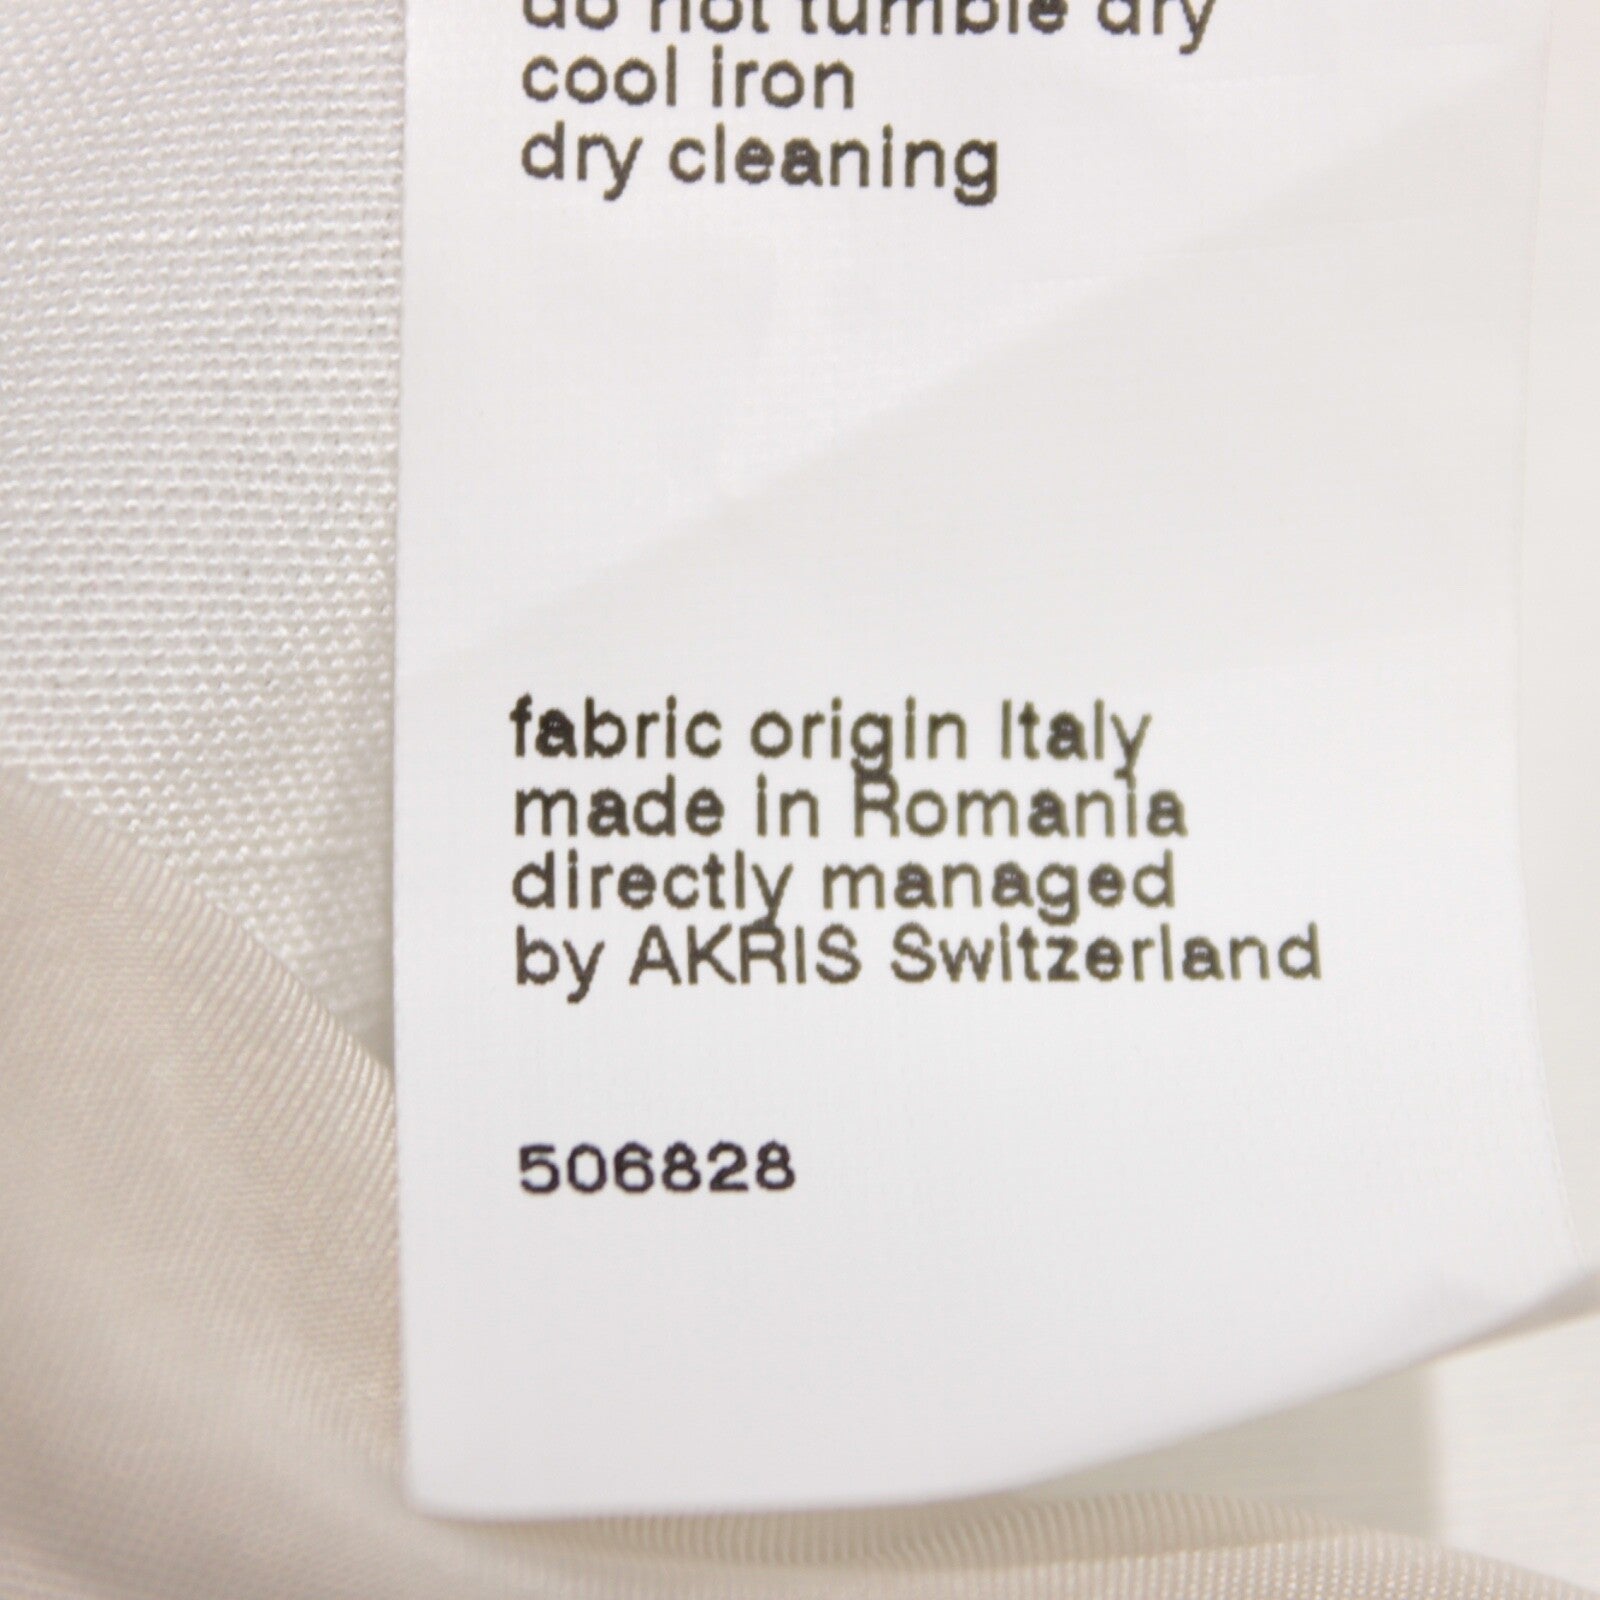 do not tumble dry
cool iron
dry cleaning
fabric origin Italy
made in Romania
directly managed
by AKRIS Switzerland
506828